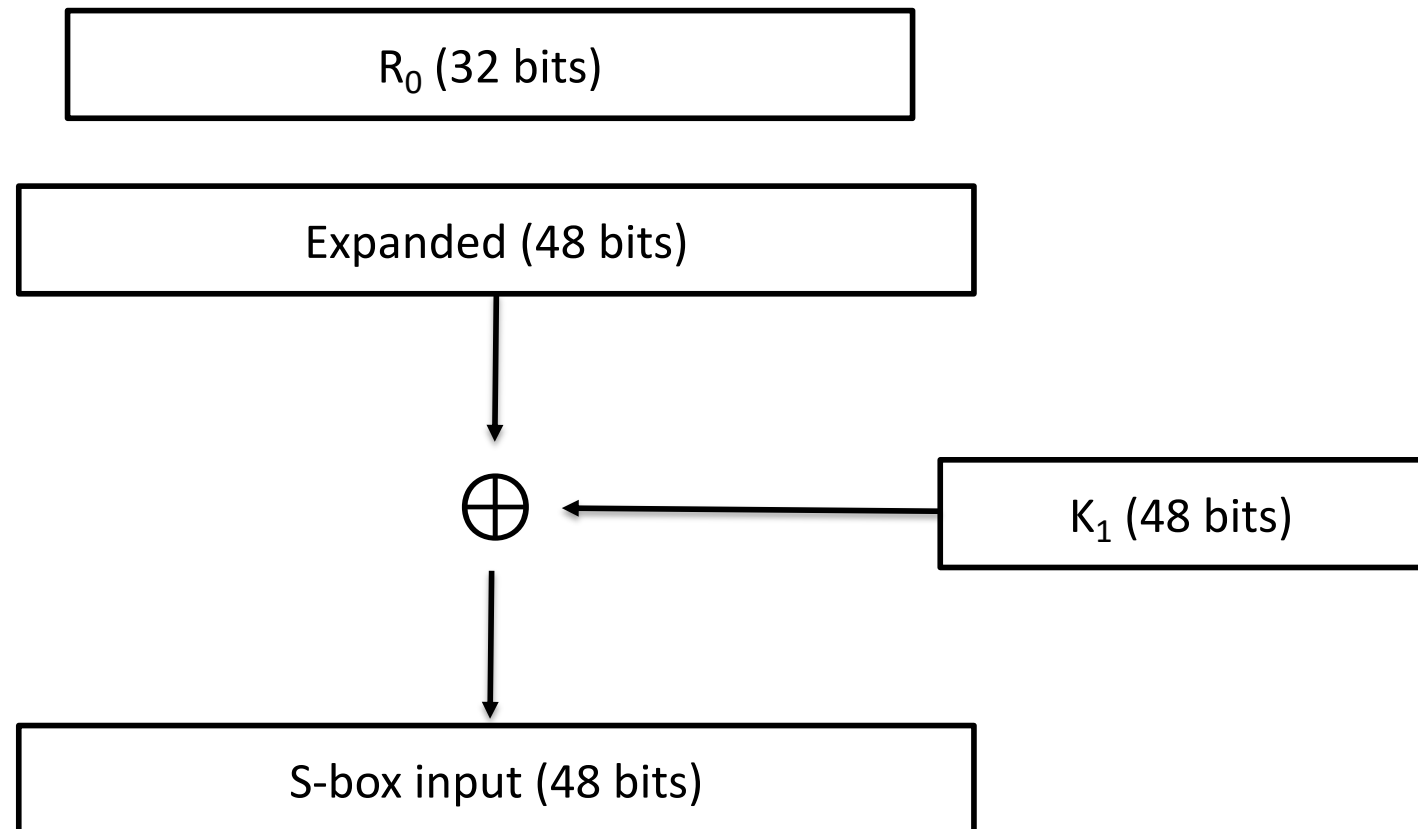 R₀ (32 bits)
Expanded (48 bits)
K₁ (48 bits)
S-box input (48 bits)